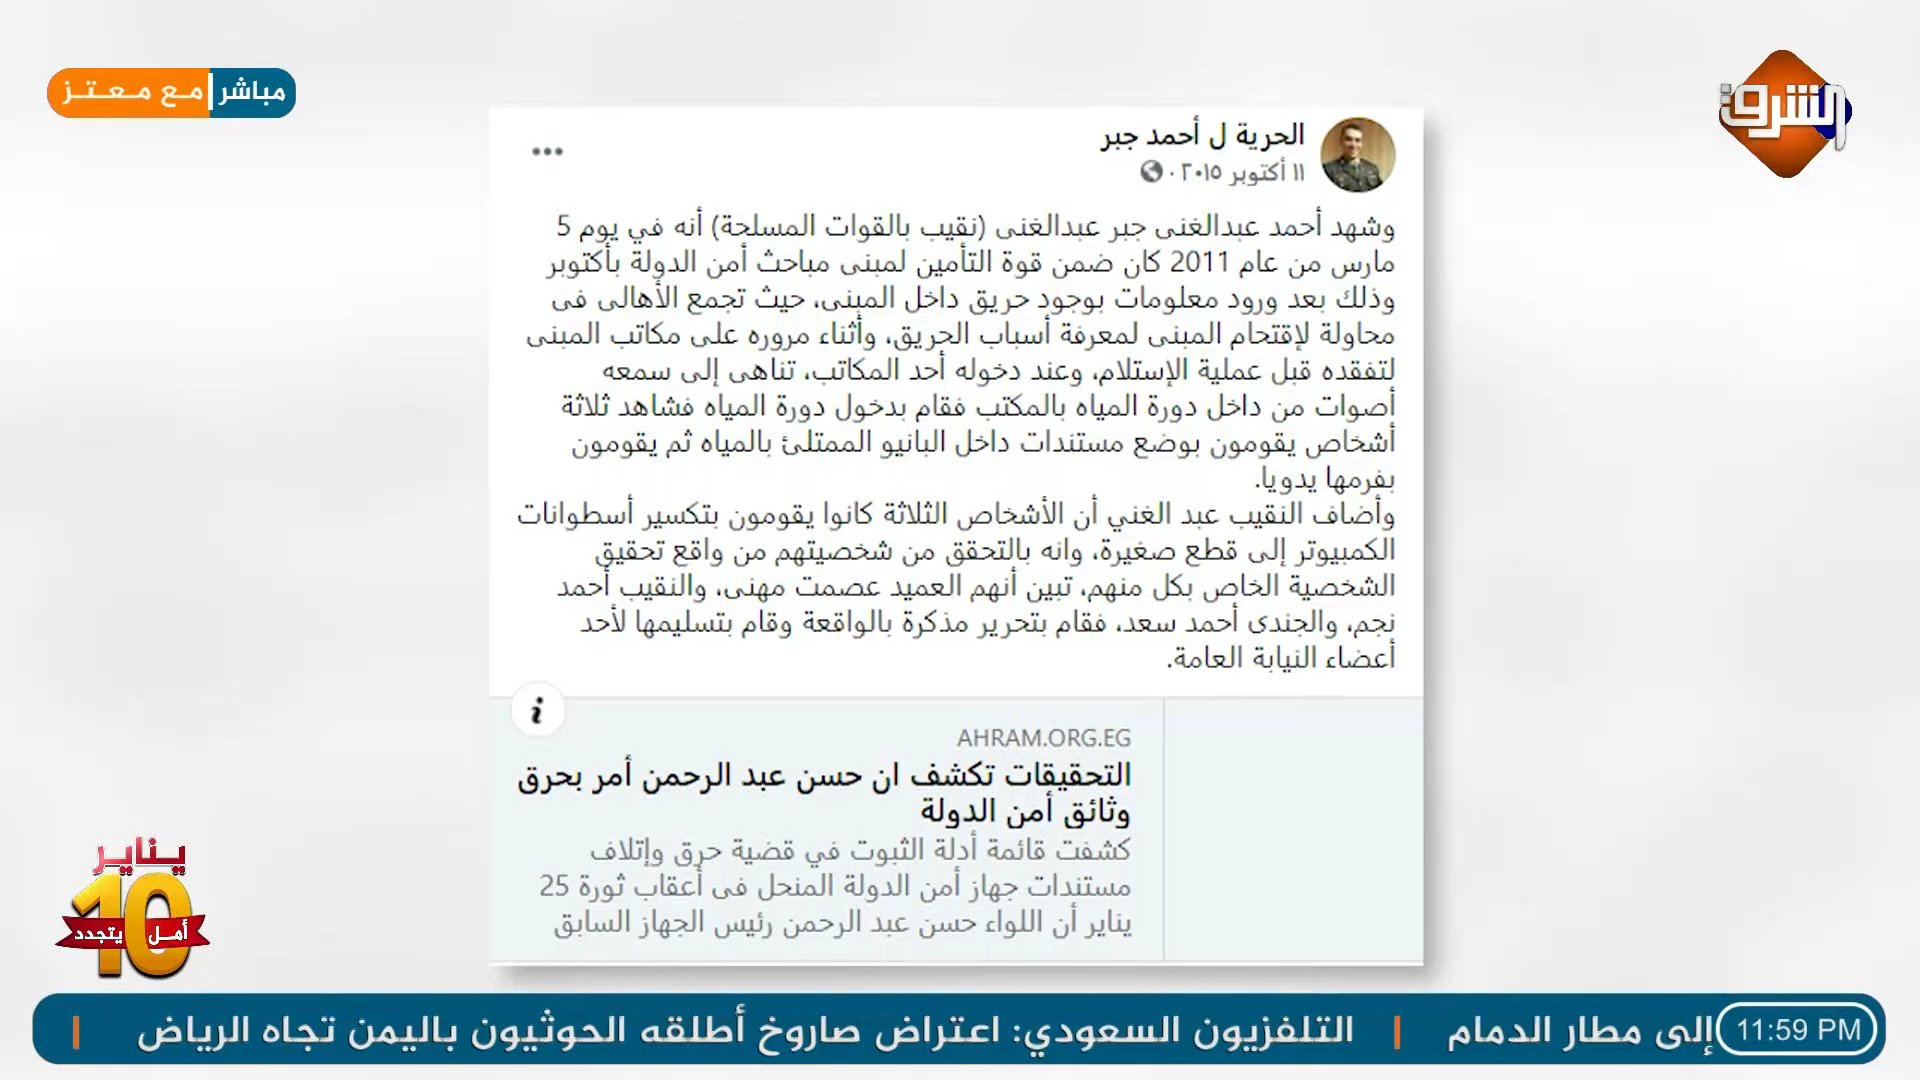 مباشر مع معتز
الشرق
الحرية ل أحمد جبر
١١ أكتوبر ٢٠١٥ ·
وشهد أحمد عبدالغنى جبر عبدالغنى (نقيب بالقوات المسلحة) أنه في يوم 5
مارس من عام 2011 كان ضمن قوة التأمين لمبنى مباحث أمن الدولة بأكتوبر
وذلك بعد ورود معلومات بوجود حريق داخل المبنى، حيث تجمع الأهالى فى
محاولة لإقتحام المبنى لمعرفة أسباب الحريق، وأثناء مروره على مكاتب المبنى
لتفقده قبل عملية الإستلام، وعند دخوله أحد المكاتب، تناهى إلى سمعه
أصوات من داخل دورة المياه بالمكتب فقام بدخول دورة المياه فشاهد ثلاثة
أشخاص يقومون بوضع مستندات داخل البانيو الممتلئ بالمياه ثم يقومون
بفرمها يدويا.
وأضاف النقيب عبد الغني أن الأشخاص الثلاثة كانوا يقومون بتكسير أسطوانات
الكمبيوتر إلى قطع صغيرة، وانه بالتحقق من شخصيتهم من واقع تحقيق
الشخصية الخاص بكل منهم، تبين أنهم العميد عصمت مهنى، والنقيب أحمد
نجم، والجندى أحمد سعد، فقام بتحرير مذكرة بالواقعة وقام بتسليمها لأحد
أعضاء النيابة العامة.
AHRAM.ORG.EG
التحقيقات تكشف ان حسن عبد الرحمن أمر بحرق
وثائق أمن الدولة
كشفت قائمة أدلة الثبوت في قضية حرق وإتلاف
مستندات جهاز أمن الدولة المنحل فى أعقاب ثورة 25
يناير أن اللواء حسن عبد الرحمن رئيس الجهاز السابق
يناير
10
أمل يتجدد
11:59 PM إلى مطار الدمام | التلفزيون السعودي: اعتراض صاروخ أطلقه الحوثيون باليمن تجاه الرياض |